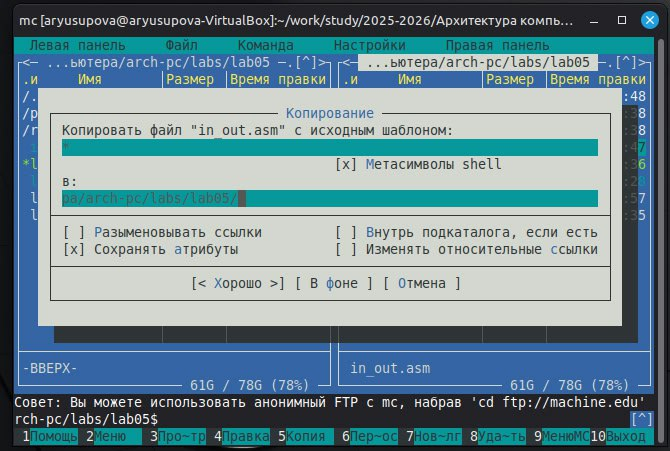 mc [aryusupova@aryusupova-VirtualBox]:~/work/study/2025-2026/Архитектура компь...
Левая панель Файл Команда Настройки Правая панель
<— ...ьютера/arch-pc/labs/lab05 —.[^]> <— ...ьютера/arch-pc/labs/lab05 —.[^]>
.и Имя Размер Время правки .и Имя Размер Время правки
/. :48
/p :38
/r :38
:47
*l :36
l :28
l :57
l :35
Копирование
Копировать файл "in_out.asm" с исходным шаблоном:
*
[x] Метасимволы shell
в:
ра/arch-pc/labs/lab05/
[ ] Разыменовывать ссылки [ ] Внутрь подкаталога, если есть
[x] Сохранять атрибуты [ ] Изменять относительные ссылки
[< Хорошо >] [ В фоне ] [ Отмена ]
-ВВЕРХ- in_out.asm
61G / 78G (78%) 61G / 78G (78%)
Совет: Вы можете использовать анонимный FTP с mc, набрав 'cd ftp://machine.edu'
rch-pc/labs/lab05$ [^]
1Помощь 2Меню 3Про~тр 4Правка 5Копия 6Пер~ос 7Нов~лг 8Уда~ть 9МенюMC 10Выход